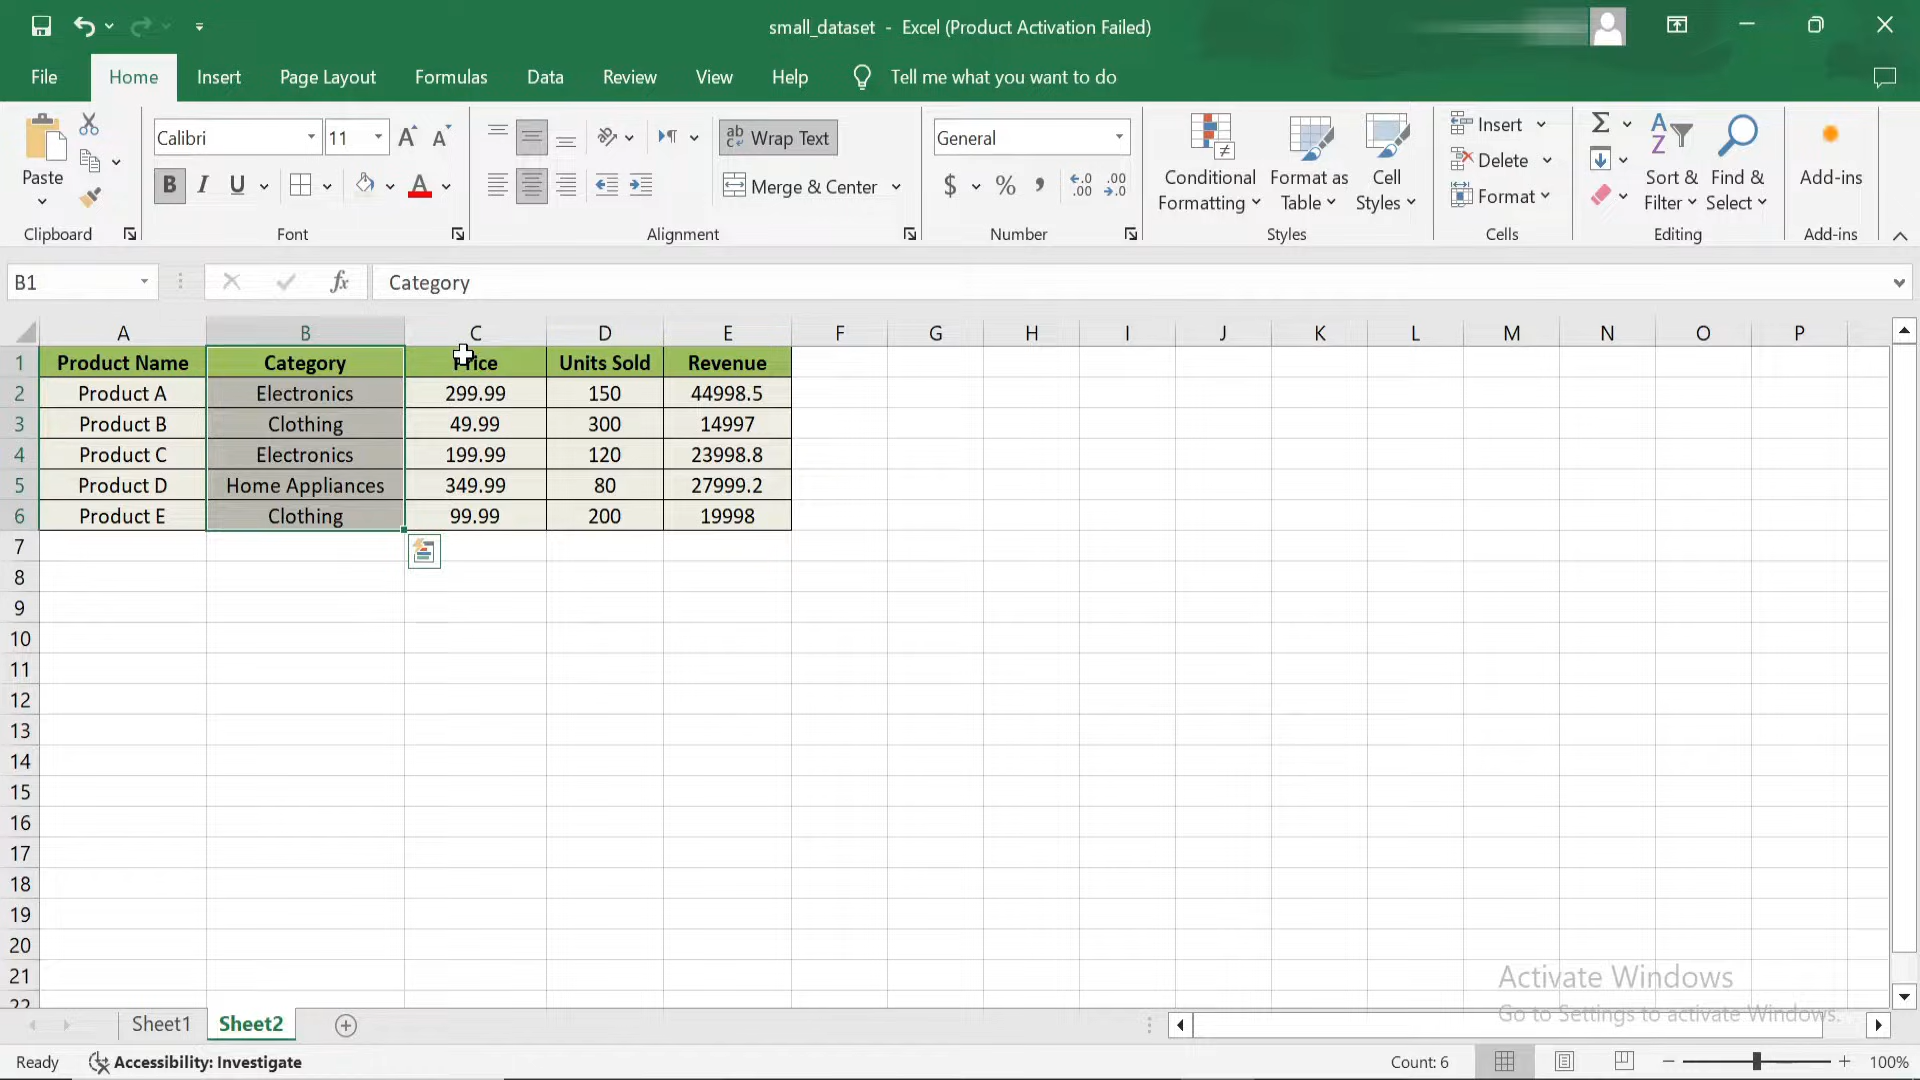 small_dataset - Excel (Product Activation Failed)
File Home Insert Page Layout Formulas Data Review View Help Tell me what you want to do
Calibri 11 Wrap Text General Insert
Paste Merge & Center Conditional Formatting Format as Table Cell Styles Delete Format Sort & Filter Find & Select Add-ins
Clipboard Font Alignment Number Styles Cells Editing Add-ins
B1 fx Category
A B C D E F G H I J K L M N O P
1 Product Name Category Price Units Sold Revenue
2 Product A Electronics 299.99 150 44998.5
3 Product B Clothing 49.99 300 14997
4 Product C Electronics 199.99 120 23998.8
5 Product D Home Appliances 349.99 80 27999.2
6 Product E Clothing 99.99 200 19998
7
8
9
10
11
12
13
14
15
16
17
18
19
20
21
22
Activate Windows
Go to Settings to activate Windows.
Sheet1 Sheet2
Ready Accessibility: Investigate Count: 6 100%